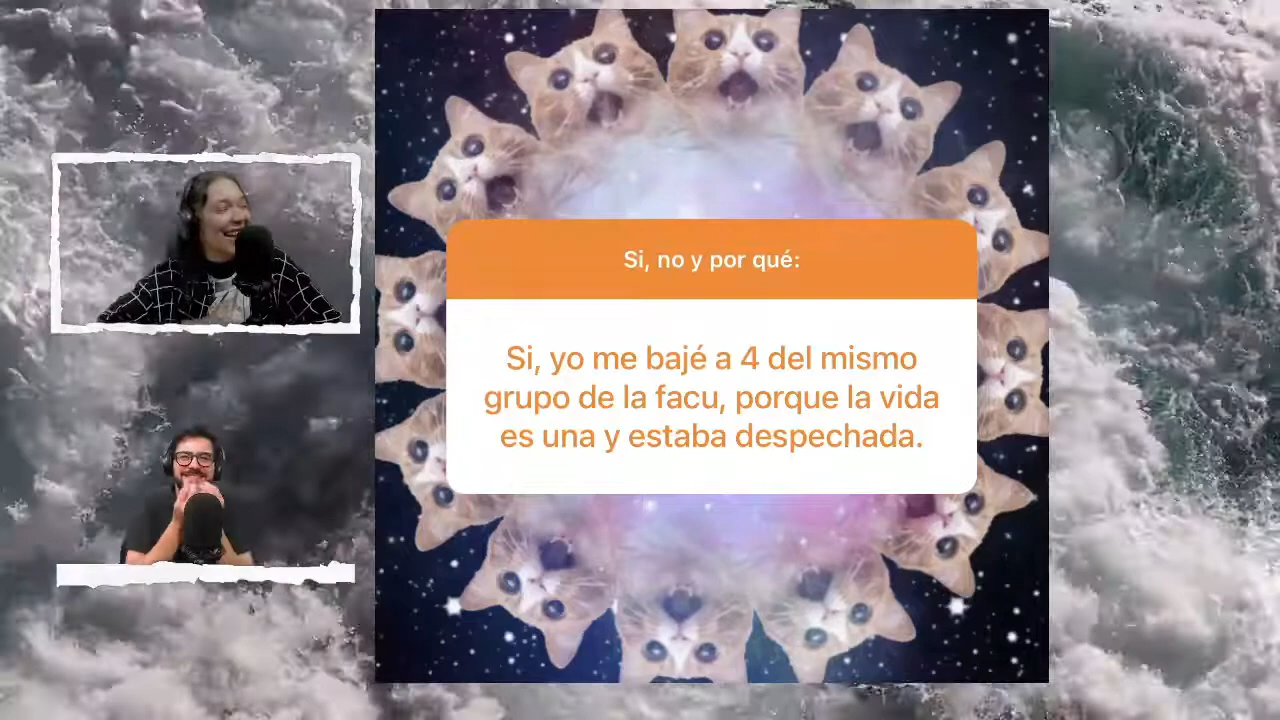 Si, no y por qué:
Si, yo me bajé a 4 del mismo
grupo de la facu, porque la vida
es una y estaba despechada.